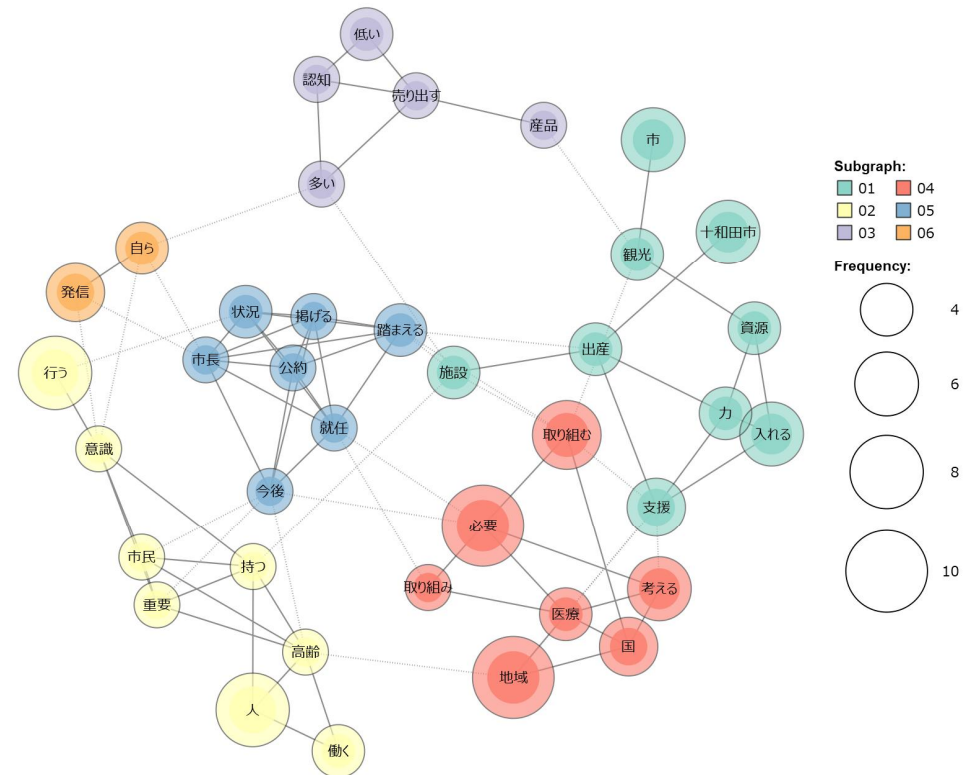 低い
認知
売り出す
産品
市
多い
十和田市
自ら
観光
発信
状況
掲げる
踏まえる
資源
市長
公約
出産
行う
施設
力
就任
取り組む
入れる
意識
今後
支援
必要
市民
持つ
取り組み
考える
重要
医療
高齢
国
地域
人
働く
Subgraph:
01 04
02 05
03 06
Frequency:
4
6
8
10